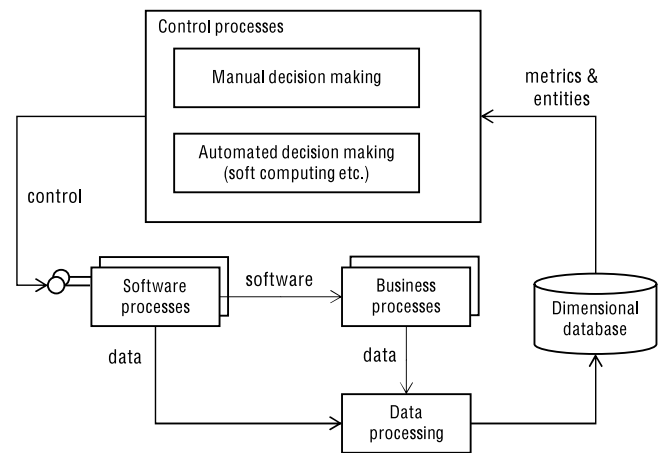 Control processes
Manual decision making
metrics &
entities
Automated decision making
(soft computing etc.)
control
Software
processes
software
Business
processes
Dimensional
database
data
data
Data
processing